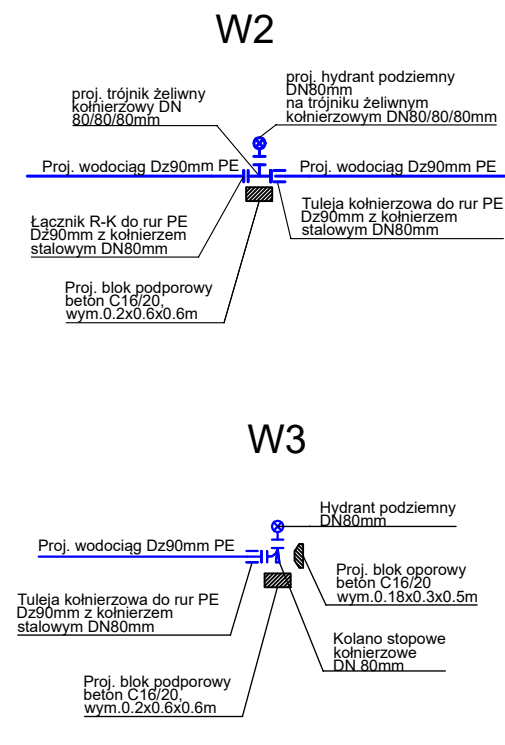 W2
proj. trójnik żeliwny
kołnierzowy DN
80/80/80mm
proj. hydrant podziemny
DN80mm
na trójniku żeliwnym
kołnierzowym DN80/80/80mm
Proj. wodociąg Dz90mm PE
Proj. wodociąg Dz90mm PE
Łącznik R-K do rur PE
Dz90mm z kołnierzem
stalowym DN80mm
Tuleja kołnierzowa do rur PE
Dz90mm z kołnierzem
stalowym DN80mm
Proj. blok podporowy
beton C16/20,
wym.0.2x0.6x0.6m
W3
Hydrant podziemny
DN80mm
Proj. wodociąg Dz90mm PE
Proj. blok oporowy
beton C16/20
wym.0.18x0.3x0.5m
Tuleja kołnierzowa do rur PE
Dz90mm z kołnierzem
stalowym DN80mm
Kolano stopowe
kołnierzowe
DN 80mm
Proj. blok podporowy
beton C16/20,
wym.0.2x0.6x0.6m